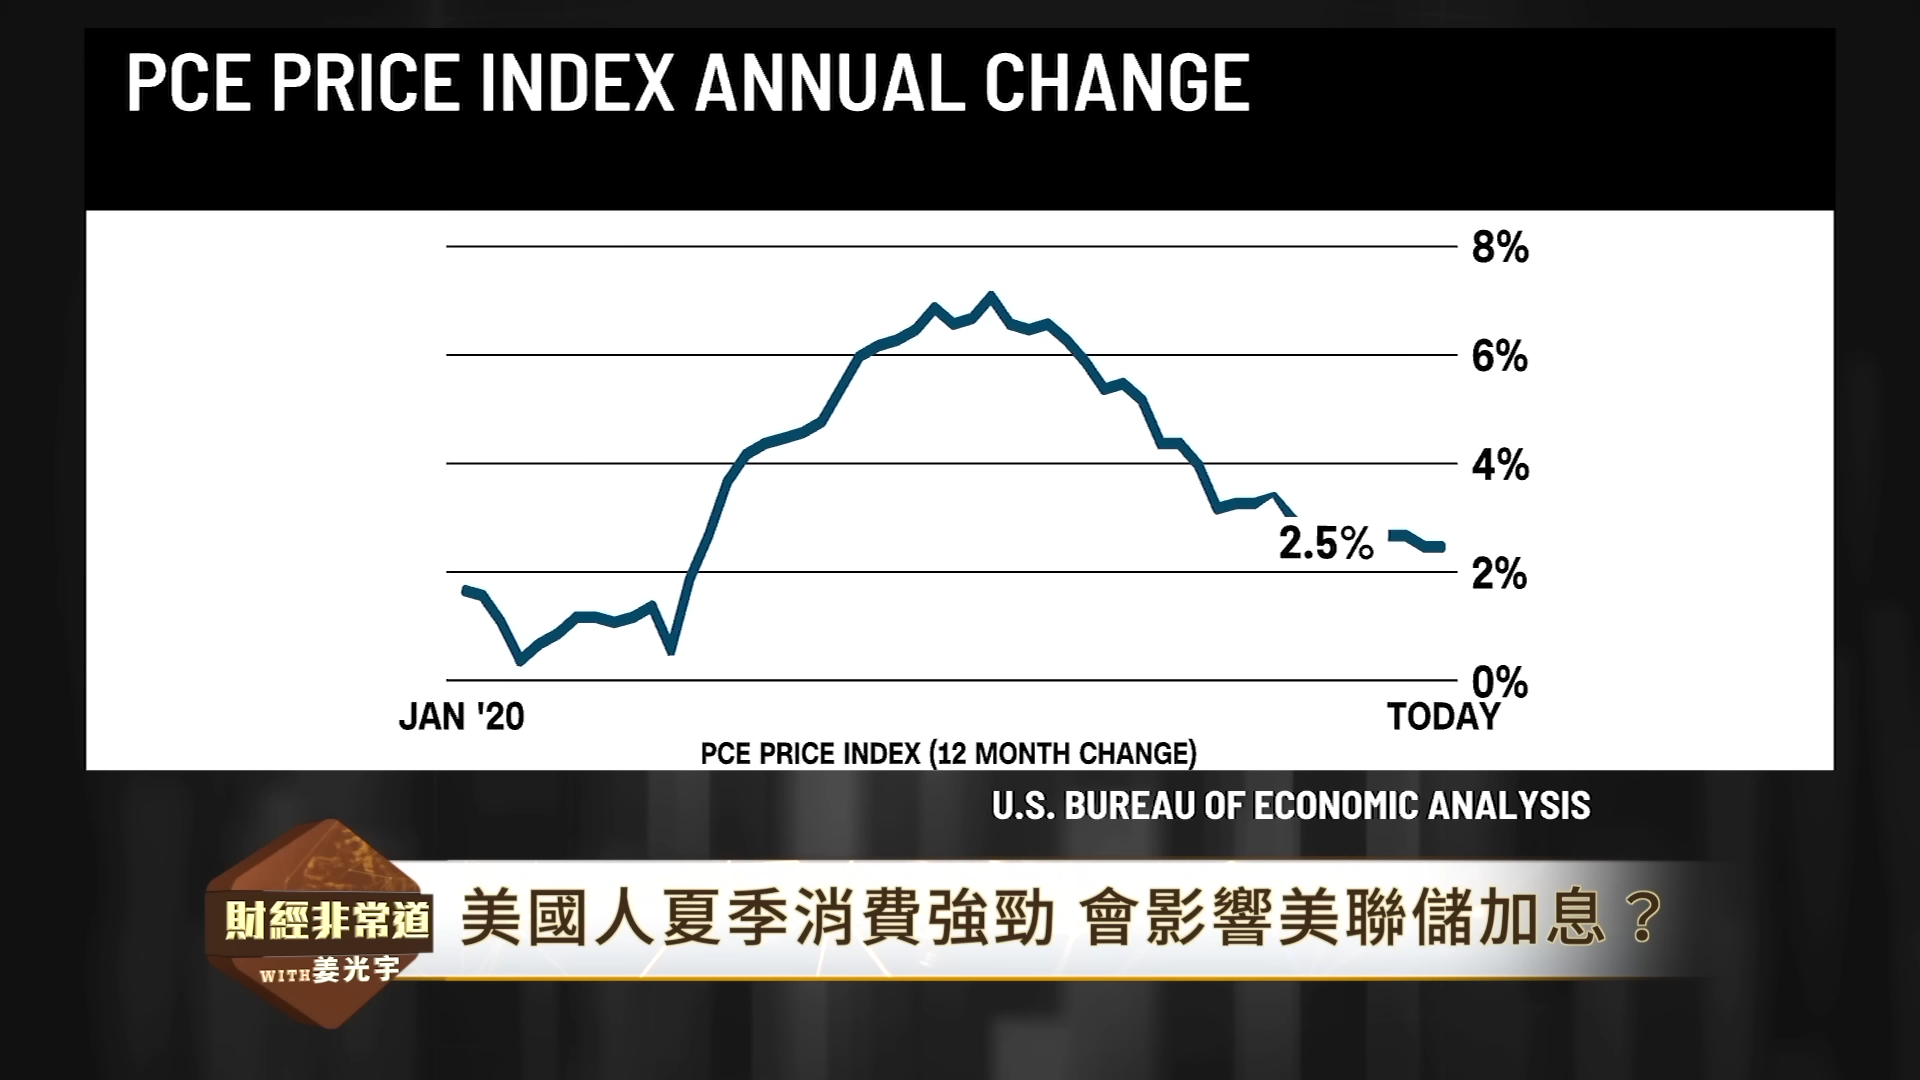 PCE PRICE INDEX ANNUAL CHANGE
8%
6%
4%
2.5%
2%
0%
JAN '20
TODAY
PCE PRICE INDEX (12 MONTH CHANGE)
U.S. BUREAU OF ECONOMIC ANALYSIS
財經非常道
WITH姜光宇
美國人夏季消費強勁 會影響美聯儲加息？